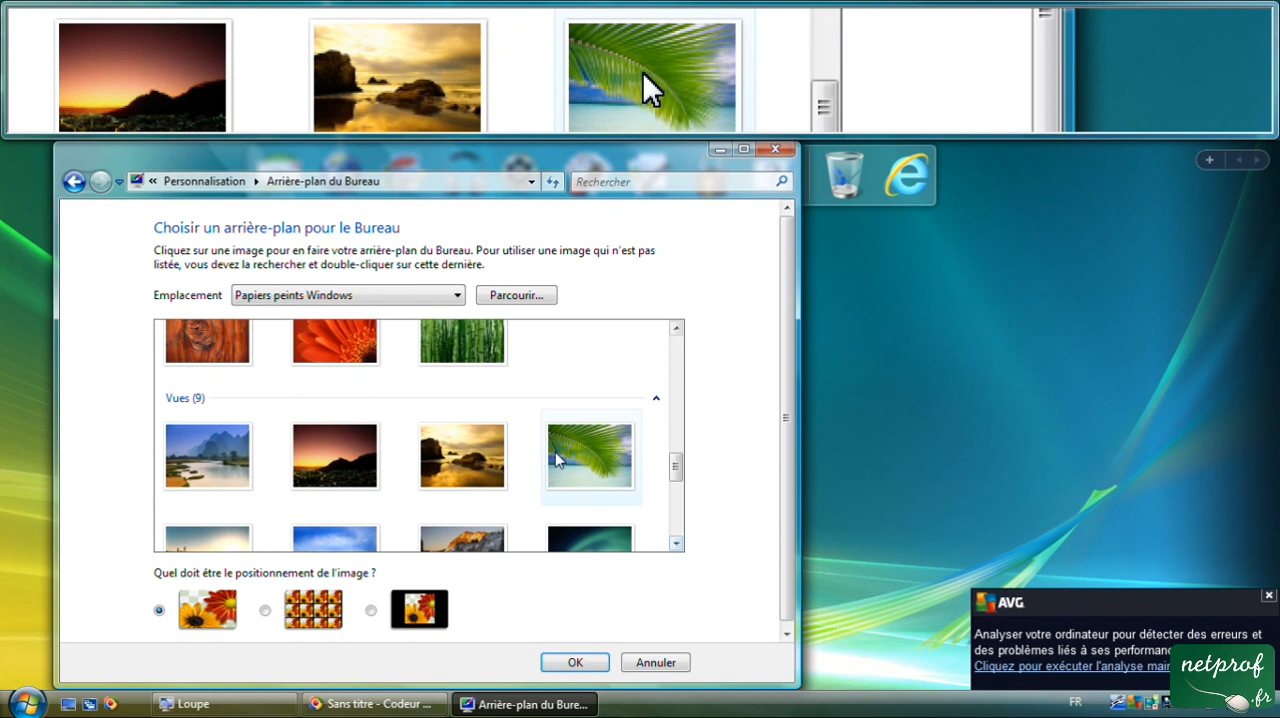 Personnalisation
Arrière-plan du Bureau
Rechercher
Choisir un arrière-plan pour le Bureau
Cliquez sur une image pour en faire votre arrière-plan du Bureau. Pour utiliser une image qui n'est pas
listée, vous devez la rechercher et double-cliquer sur cette dernière.
Emplacement
Papiers peints Windows
Parcourir...
Vues (9)
Quel doit être le positionnement de l'image ?
OK
Annuler
AVG
Analyser votre ordinateur pour détecter des erreurs et
des problèmes liés à ses
Cliquez pour exécuter l'analyse
netprof
.fr
Loupe
Sans titre - Codeur ...
Arrière-plan du Bure...
FR